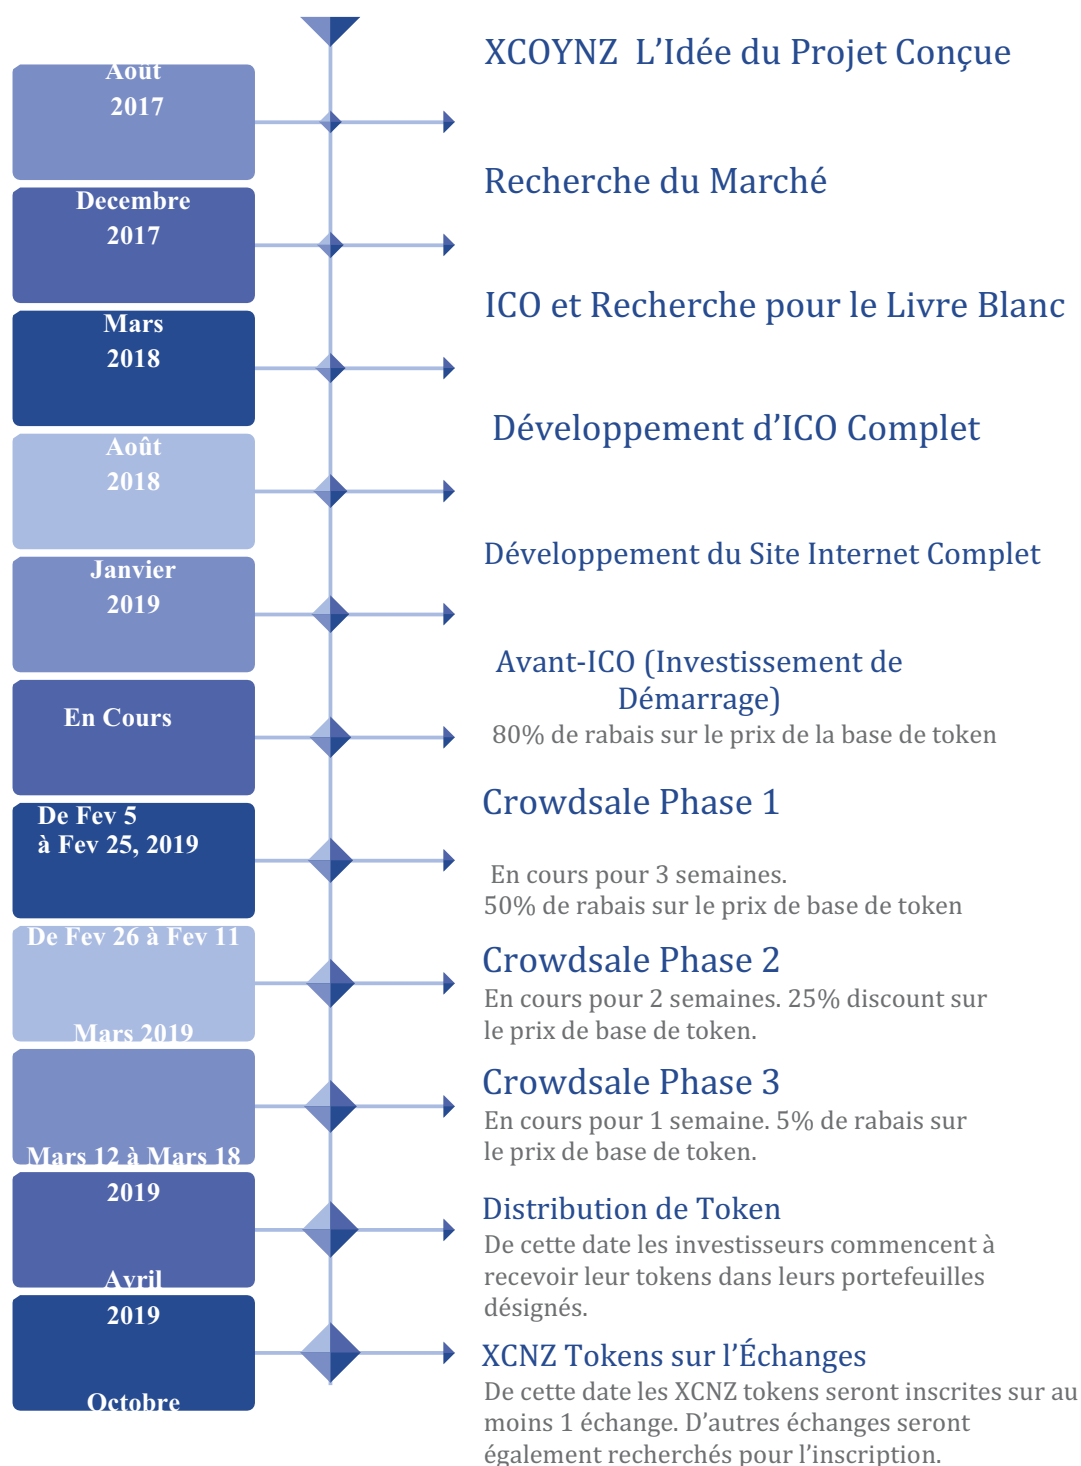 XCOYNZ L’Idée du Projet Conçue
Août
2017
Recherche du Marché
Decembre
2017
ICO et Recherche pour le Livre Blanc
Mars
2018
Développement d’ICO Complet
Août
2018
Développement du Site Internet Complet
Janvier
2019
Avant-ICO (Investissement de
Démarrage)
80% de rabais sur le prix de la base de token
En Cours
Crowdsale Phase 1
De Fev 5
à Fev 25, 2019
En cours pour 3 semaines.
50% de rabais sur le prix de base de token
De Fev 26 à Fev 11
Mars 2019
Crowdsale Phase 2
En cours pour 2 semaines. 25% discount sur
le prix de base de token.
Crowdsale Phase 3
En cours pour 1 semaine. 5% de rabais sur
le prix de base de token.
Mars 12 à Mars 18
2019
Distribution de Token
De cette date les investisseurs commencent à
recevoir leur tokens dans leurs portefeuilles
désignés.
Avril
2019
XCNZ Tokens sur l’Échanges
De cette date les XCNZ tokens seront inscrites sur au
moins 1 échange. D’autres échanges seront
également recherchés pour l’inscription.
Octobre